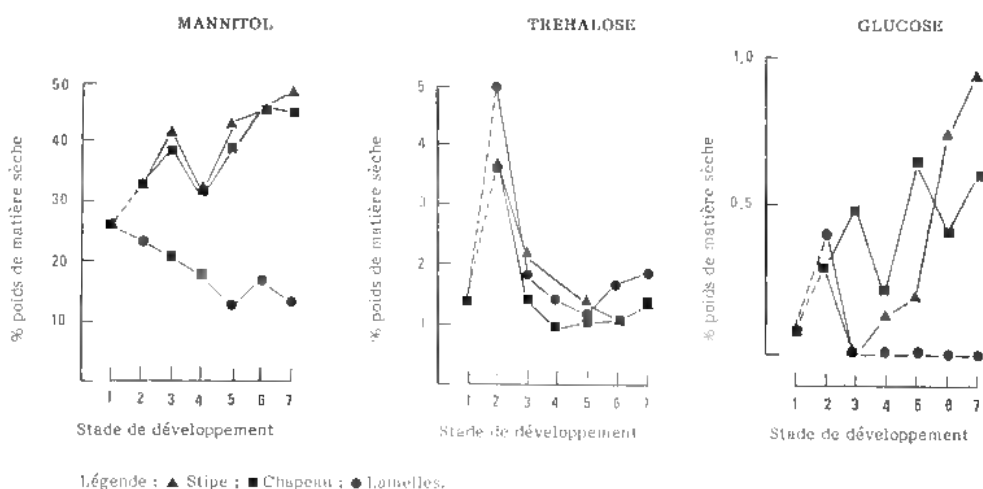 MANNITOL
% poids de matière sèche
50
40
30
20
10
1 2 3 4 5 6 7
Stade de développement
TREHALOSE
% poids de matière sèche
5
4
3
2
1
1 2 3 4 5 6 7
Stade de développement
GLUCOSE
% poids de matière sèche
1,0
0,5
1 2 3 4 5 6 7
Stade de développement
Légende : ▲ Stipe ; ■ Chapeau ; ● Lamelles.